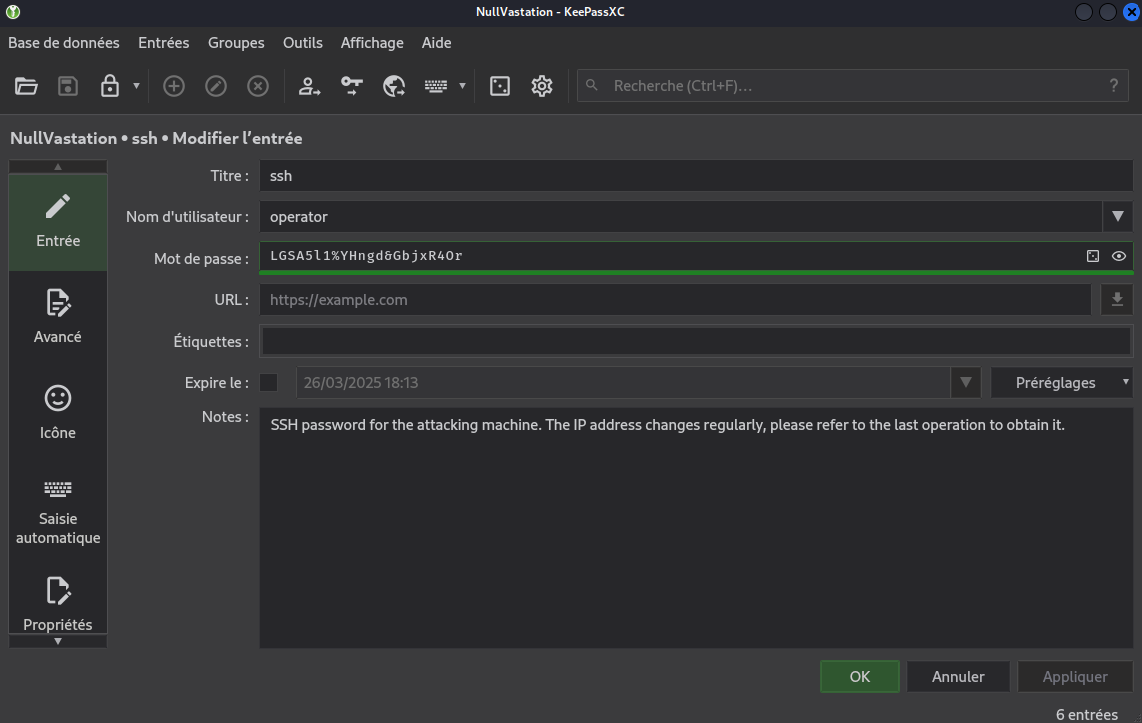 NullVastation - KeePassXC
Base de données Entrées Groupes Outils Affichage Aide
Recherche (Ctrl+F)…
?
NullVastation • ssh • Modifier l’entrée
Entrée
Avancé
Icône
Saisie
automatique
Propriétés
Titre : ssh
Nom d'utilisateur : operator
Mot de passe : LGSA5l1%YHngd&GbjxR4Or
URL : https://example.com
Étiquettes :
Expire le : 26/03/2025 18:13 Préréglages
Notes : SSH password for the attacking machine. The IP address changes regularly, please refer to the last operation to obtain it.
OK Annuler Appliquer
6 entrées